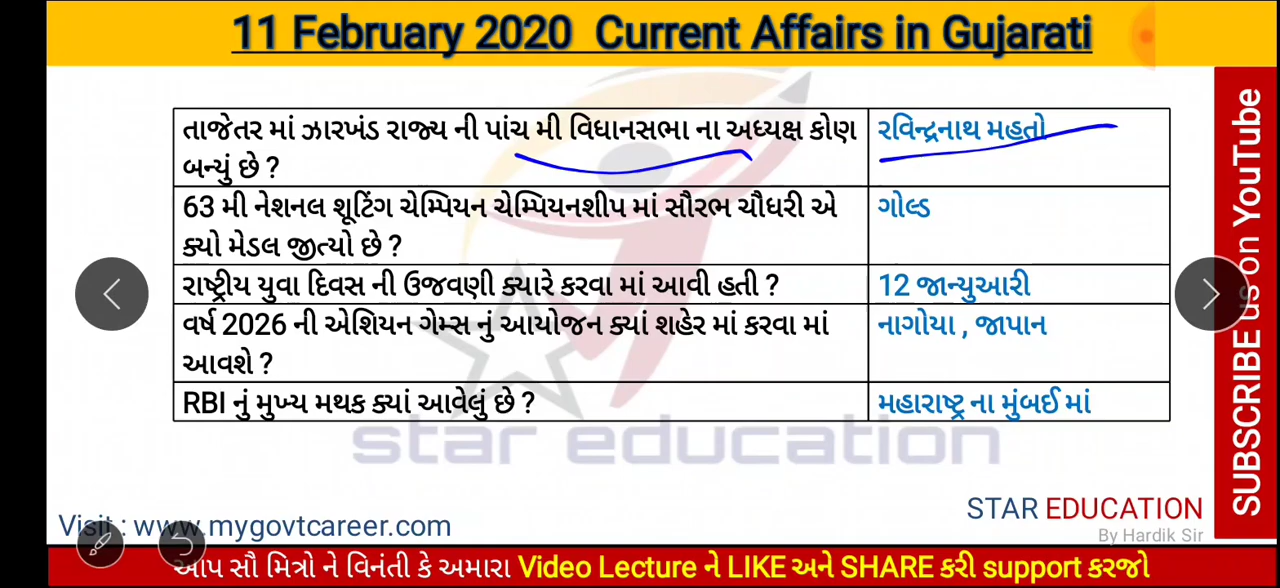 11 February 2020 Current Affairs in Gujarati
તાજેતર માં ઝારખંડ રાજ્ય ની પાંચ મી વિધાનસભા ના અધ્યક્ષ કોણ
બન્યું છે ?
રવિન્દ્રનાથ મહતો
63 મી નેશનલ શૂટિંગ ચેમ્પિયન ચેમ્પિયનશીપ માં સૌરભ ચૌધરી એ
ક્યો મેડલ જીત્યો છે ?
ગોલ્ડ
રાષ્ટ્રીય યુવા દિવસ ની ઉજવણી ક્યારે કરવા માં આવી હતી ?
12 જાન્યુઆરી
વર્ષ 2026 ની એશિયન ગેમ્સ નું આયોજન ક્યાં શહેર માં કરવા માં
આવશે ?
નાગોયા , જાપાન
RBI નું મુખ્ય મથક ક્યાં આવેલું છે ?
મહારાષ્ટ્ર ના મુંબઈ માં
star education
STAR EDUCATION
By Hardik Sir
Visit : www.mygovtcareer.com
આપ સૌ મિત્રો ને વિનંતી કે અમારા Video Lecture ને LIKE અને SHARE કરી support કરજો
SUBSCRIBE us on YouTube